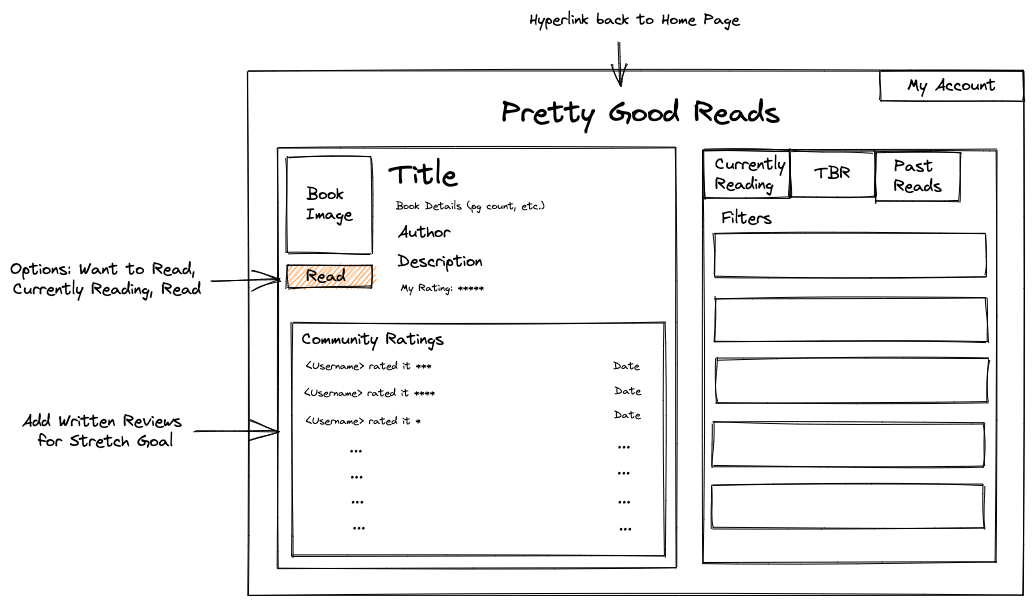 Hyperlink back to Home Page
My Account
Pretty Good Reads
Book
Image
Title
Book Details (pg count, etc.)
Author
Description
My Rating: *****
Read
Options: Want to Read,
Currently Reading, Read
Community Ratings
<Username> rated it *** Date
<Username> rated it **** Date
<Username> rated it * Date
... ...
... ...
... ...
... ...
Add Written Reviews
for Stretch Goal
Currently
Reading
TBR
Past
Reads
Filters